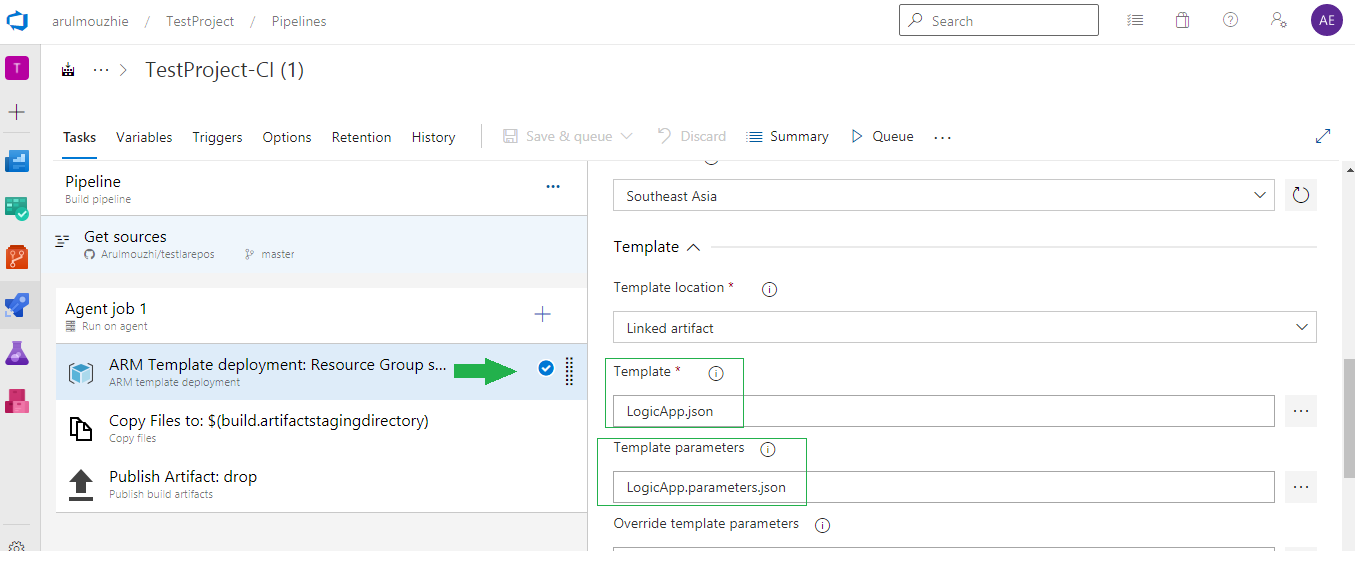 arulmouzhie / TestProject / Pipelines
Search
AE
T
TestProject-CI (1)
Tasks Variables Triggers Options Retention History
Save & queue Discard Summary Queue
Pipeline
Build pipeline
Get sources
Arulmouzhi/testlarepos master
Agent job 1
Run on agent
ARM Template deployment: Resource Group s...
ARM template deployment
Copy Files to: $(build.artifactstagingdirectory)
Copy files
Publish Artifact: drop
Publish build artifacts
Southeast Asia
Template
Template location *
Linked artifact
Template *
LogicApp.json
Template parameters
LogicApp.parameters.json
Override template parameters